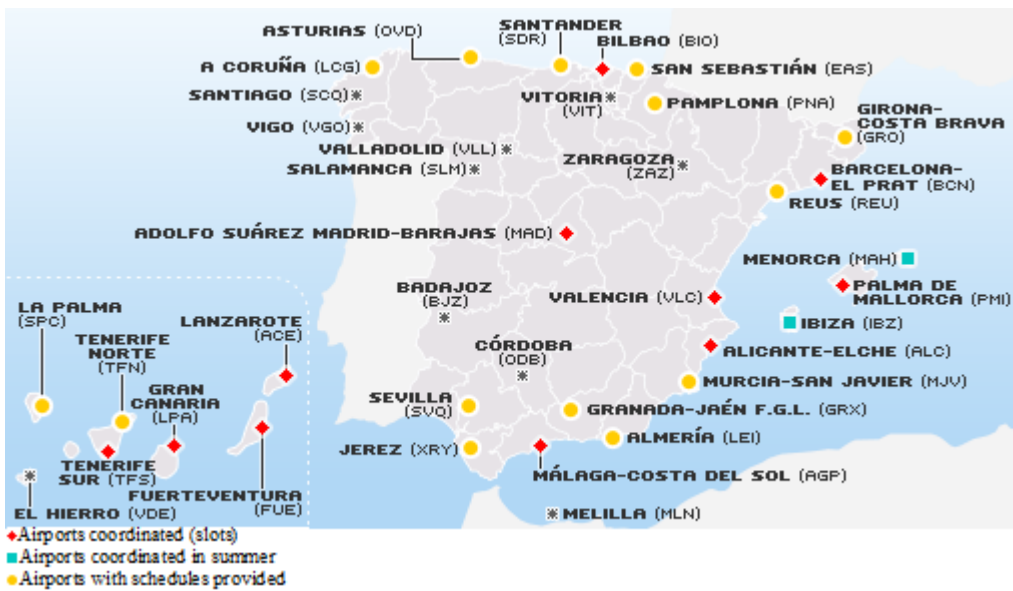 ASTURIAS (OVD)
SANTANDER
(SDR)
BILBAO (BIO)
A CORUÑA (LCG)
SAN SEBASTIÁN (EAS)
SANTIAGO (SCQ)
VITORIA
(VIT)
PAMPLONA (PNA)
GIRONA-
COSTA BRAVA
(GRO)
VIGO (VGO)
VALLADOLID (VLL)
SALAMANCA (SLM)
ZARAGOZA
(ZAZ)
BARCELONA-
EL PRAT (BCN)
REUS (REU)
ADOLFO SUÁREZ MADRID-BARAJAS (MAD)
MENORCA (MAH)
BADAJOZ
(BJZ)
VALENCIA (VLC)
PALMA DE
MALLORCA (PMI)
IBIZA (IBZ)
LA PALMA
(SPC)
LANZAROTE
(ACE)
TENERIFE
NORTE
(TFN)
CÓRDOBA
(ODB)
ALICANTE-ELCHE (ALC)
GRAN
CANARIA
(LPA)
MURCIA-SAN JAVIER (MJV)
SEVILLA
(SVQ)
GRANADA-JAÉN F.G.L. (GRX)
JEREZ (XRY)
ALMERÍA (LEI)
TENERIFE
SUR (TFS)
MÁLAGA-COSTA DEL SOL (AGP)
FUERTEVENTURA
(FUE)
EL HIERRO (VDE)
MELILLA (MLN)
Airports coordinated (slots)
Airports coordinated in summer
Airports with schedules provided